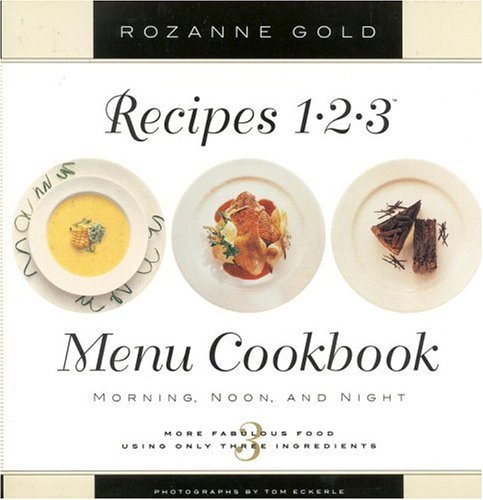 ROZANNE GOLD
Recipes 1·2·3™
Menu Cookbook
MORNING, NOON, AND NIGHT
3
MORE FABULOUS FOOD
USING ONLY THREE INGREDIENTS
PHOTOGRAPHS BY TOM ECKERLE